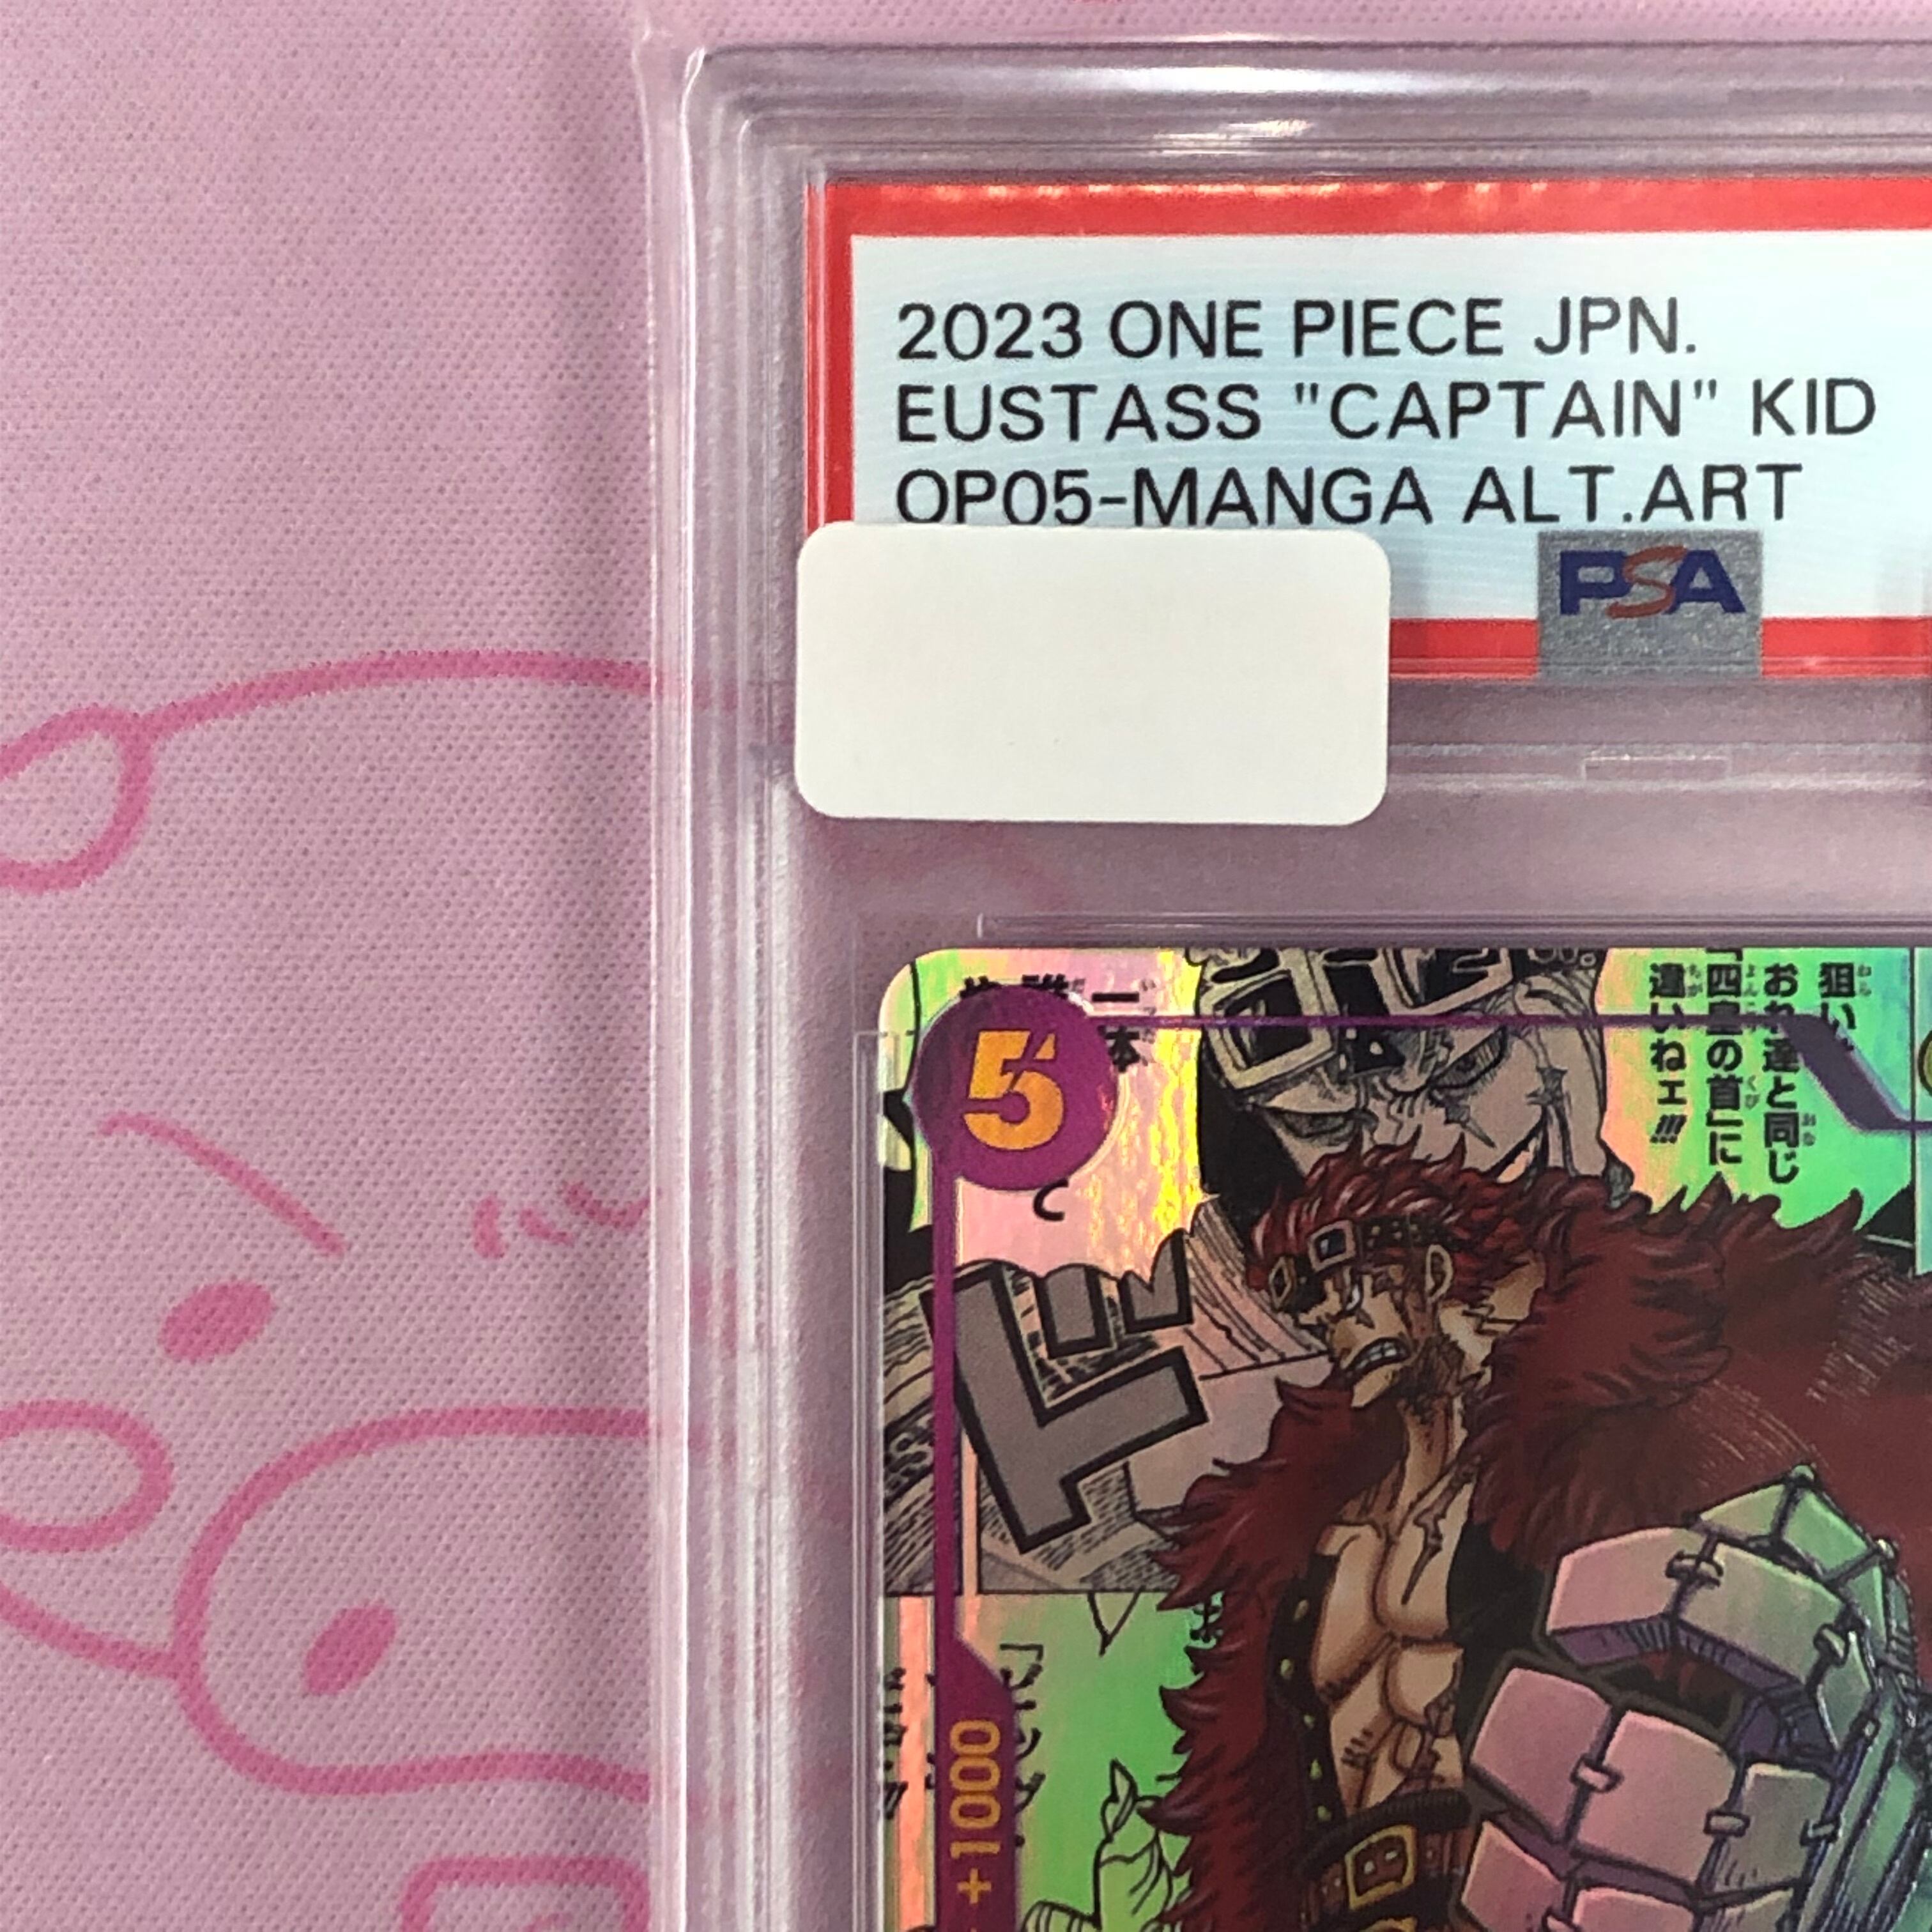 2023 ONE PIECE JPN.
EUSTASS "CAPTAIN" KID
OP05-MANGA ALT.ART
PSA
5
狙いは
おれ達と同じ
「四皇の首」に
違いねェ!!!
+1000